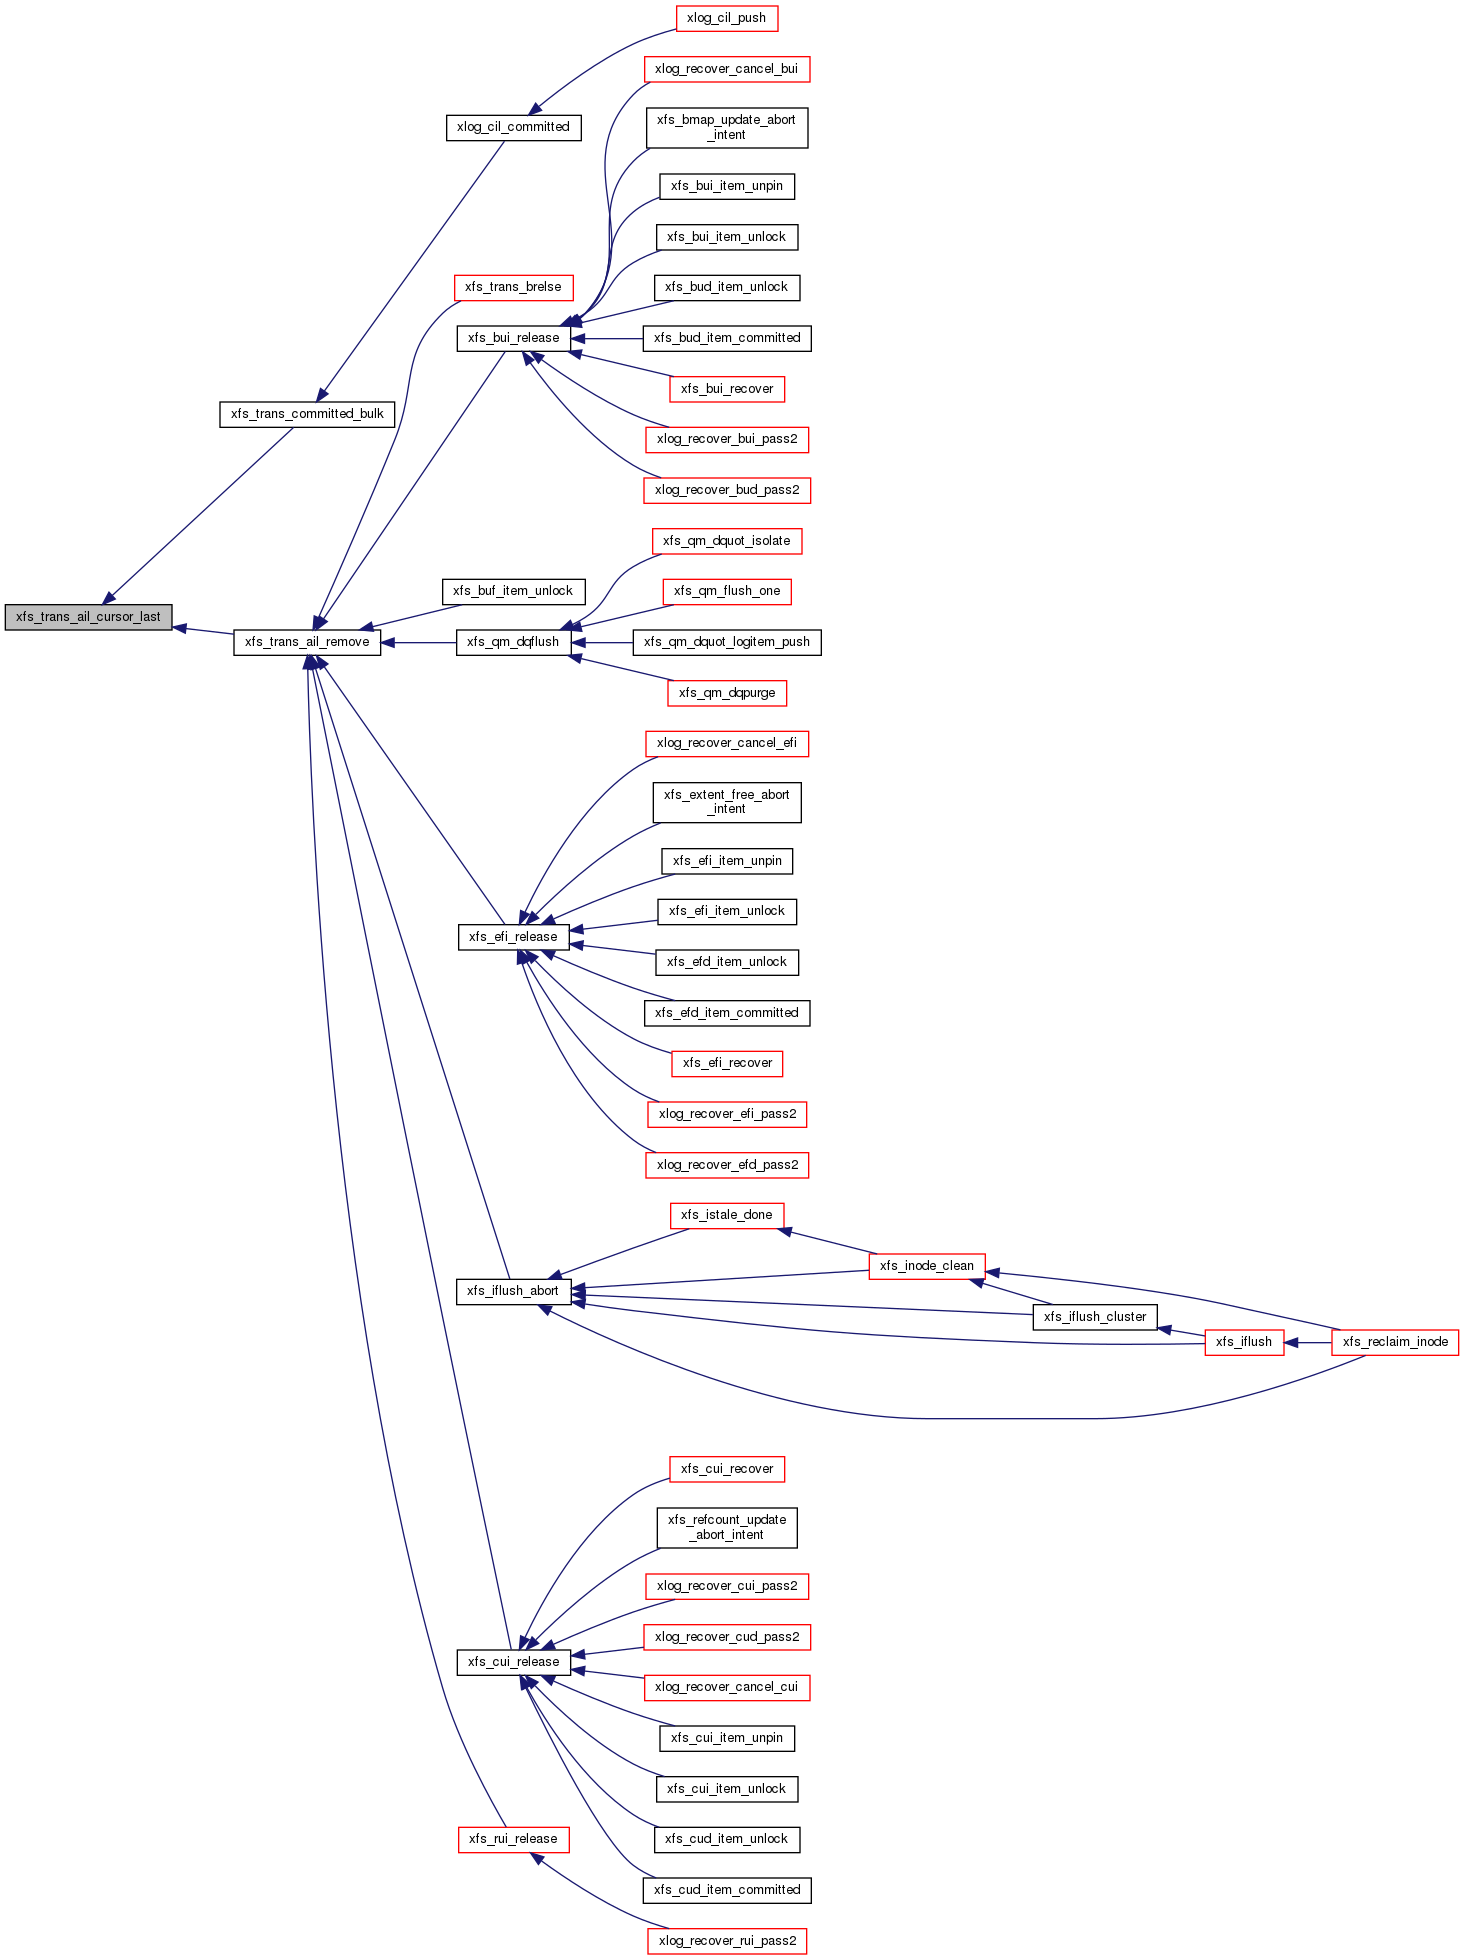 xlog_cil_push
xlog_recover_cancel_bui
xfs_bmap_update_abort
_intent
xlog_cil_committed
xfs_bui_item_unpin
xfs_bui_item_unlock
xfs_trans_brelse
xfs_bud_item_unlock
xfs_bui_release
xfs_bud_item_committed
xfs_bui_recover
xfs_trans_committed_bulk
xlog_recover_bui_pass2
xlog_recover_bud_pass2
xfs_qm_dquot_isolate
xfs_buf_item_unlock
xfs_qm_flush_one
xfs_trans_ail_cursor_last
xfs_trans_ail_remove
xfs_qm_dqflush
xfs_qm_dquot_logitem_push
xfs_qm_dqpurge
xlog_recover_cancel_efi
xfs_extent_free_abort
_intent
xfs_efi_item_unpin
xfs_efi_item_unlock
xfs_efi_release
xfs_efd_item_unlock
xfs_efd_item_committed
xfs_efi_recover
xlog_recover_efi_pass2
xlog_recover_efd_pass2
xfs_istale_done
xfs_inode_clean
xfs_iflush_abort
xfs_iflush_cluster
xfs_iflush
xfs_reclaim_inode
xfs_cui_recover
xfs_refcount_update
_abort_intent
xlog_recover_cui_pass2
xlog_recover_cud_pass2
xfs_cui_release
xlog_recover_cancel_cui
xfs_cui_item_unpin
xfs_cui_item_unlock
xfs_rui_release
xfs_cud_item_unlock
xfs_cud_item_committed
xlog_recover_rui_pass2